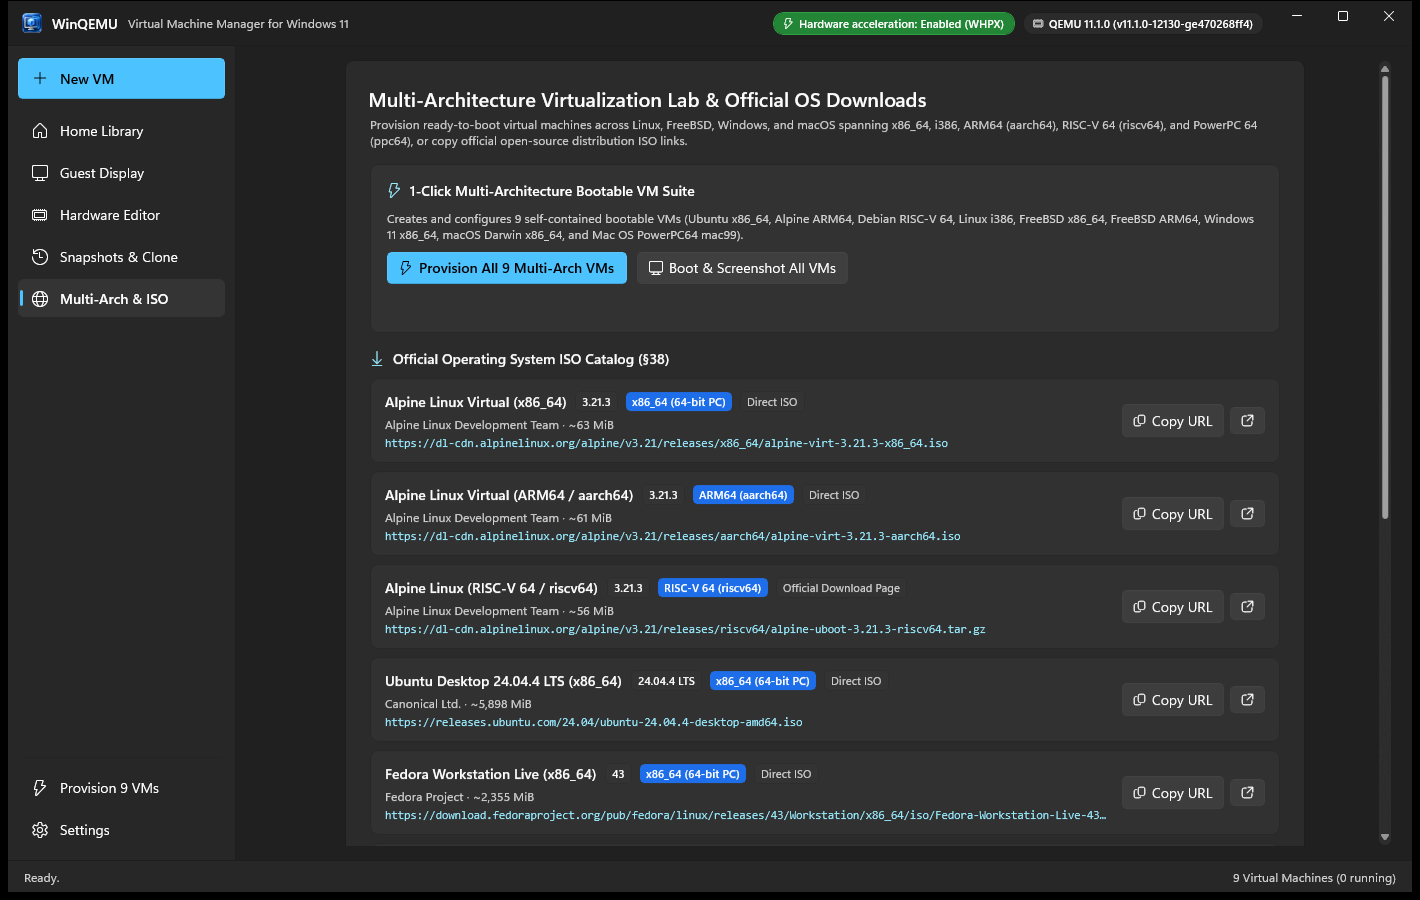 WinQEMU Virtual Machine Manager for Windows 11
Hardware acceleration: Enabled (WHPX)
QEMU 11.1.0 (v11.1.0-12130-ge470268ff4)
New VM
Home Library
Guest Display
Hardware Editor
Snapshots & Clone
Multi-Arch & ISO
Provision 9 VMs
Settings
Multi-Architecture Virtualization Lab & Official OS Downloads
Provision ready-to-boot virtual machines across Linux, FreeBSD, Windows, and macOS spanning x86_64, i386, ARM64 (aarch64), RISC-V 64 (riscv64), and PowerPC 64
(ppc64), or copy official open-source distribution ISO links.
1-Click Multi-Architecture Bootable VM Suite
Creates and configures 9 self-contained bootable VMs (Ubuntu x86_64, Alpine ARM64, Debian RISC-V 64, Linux i386, FreeBSD x86_64, FreeBSD ARM64, Windows
11 x86_64, macOS Darwin x86_64, and Mac OS PowerPC64 mac99).
Provision All 9 Multi-Arch VMs
Boot & Screenshot All VMs
Official Operating System ISO Catalog (§38)
Alpine Linux Virtual (x86_64) 3.21.3 x86_64 (64-bit PC) Direct ISO
Alpine Linux Development Team · ~63 MiB
https://dl-cdn.alpinelinux.org/alpine/v3.21/releases/x86_64/alpine-virt-3.21.3-x86_64.iso
Copy URL
Alpine Linux Virtual (ARM64 / aarch64) 3.21.3 ARM64 (aarch64) Direct ISO
Alpine Linux Development Team · ~61 MiB
https://dl-cdn.alpinelinux.org/alpine/v3.21/releases/aarch64/alpine-virt-3.21.3-aarch64.iso
Copy URL
Alpine Linux (RISC-V 64 / riscv64) 3.21.3 RISC-V 64 (riscv64) Official Download Page
Alpine Linux Development Team · ~56 MiB
https://dl-cdn.alpinelinux.org/alpine/v3.21/releases/riscv64/alpine-uboot-3.21.3-riscv64.tar.gz
Copy URL
Ubuntu Desktop 24.04.4 LTS (x86_64) 24.04.4 LTS x86_64 (64-bit PC) Direct ISO
Canonical Ltd. · ~5,898 MiB
https://releases.ubuntu.com/24.04/ubuntu-24.04.4-desktop-amd64.iso
Copy URL
Fedora Workstation Live (x86_64) 43 x86_64 (64-bit PC) Direct ISO
Fedora Project · ~2,355 MiB
https://download.fedoraproject.org/pub/fedora/linux/releases/43/Workstation/x86_64/iso/Fedora-Workstation-Live-43…
Copy URL
Ready.
9 Virtual Machines (0 running)